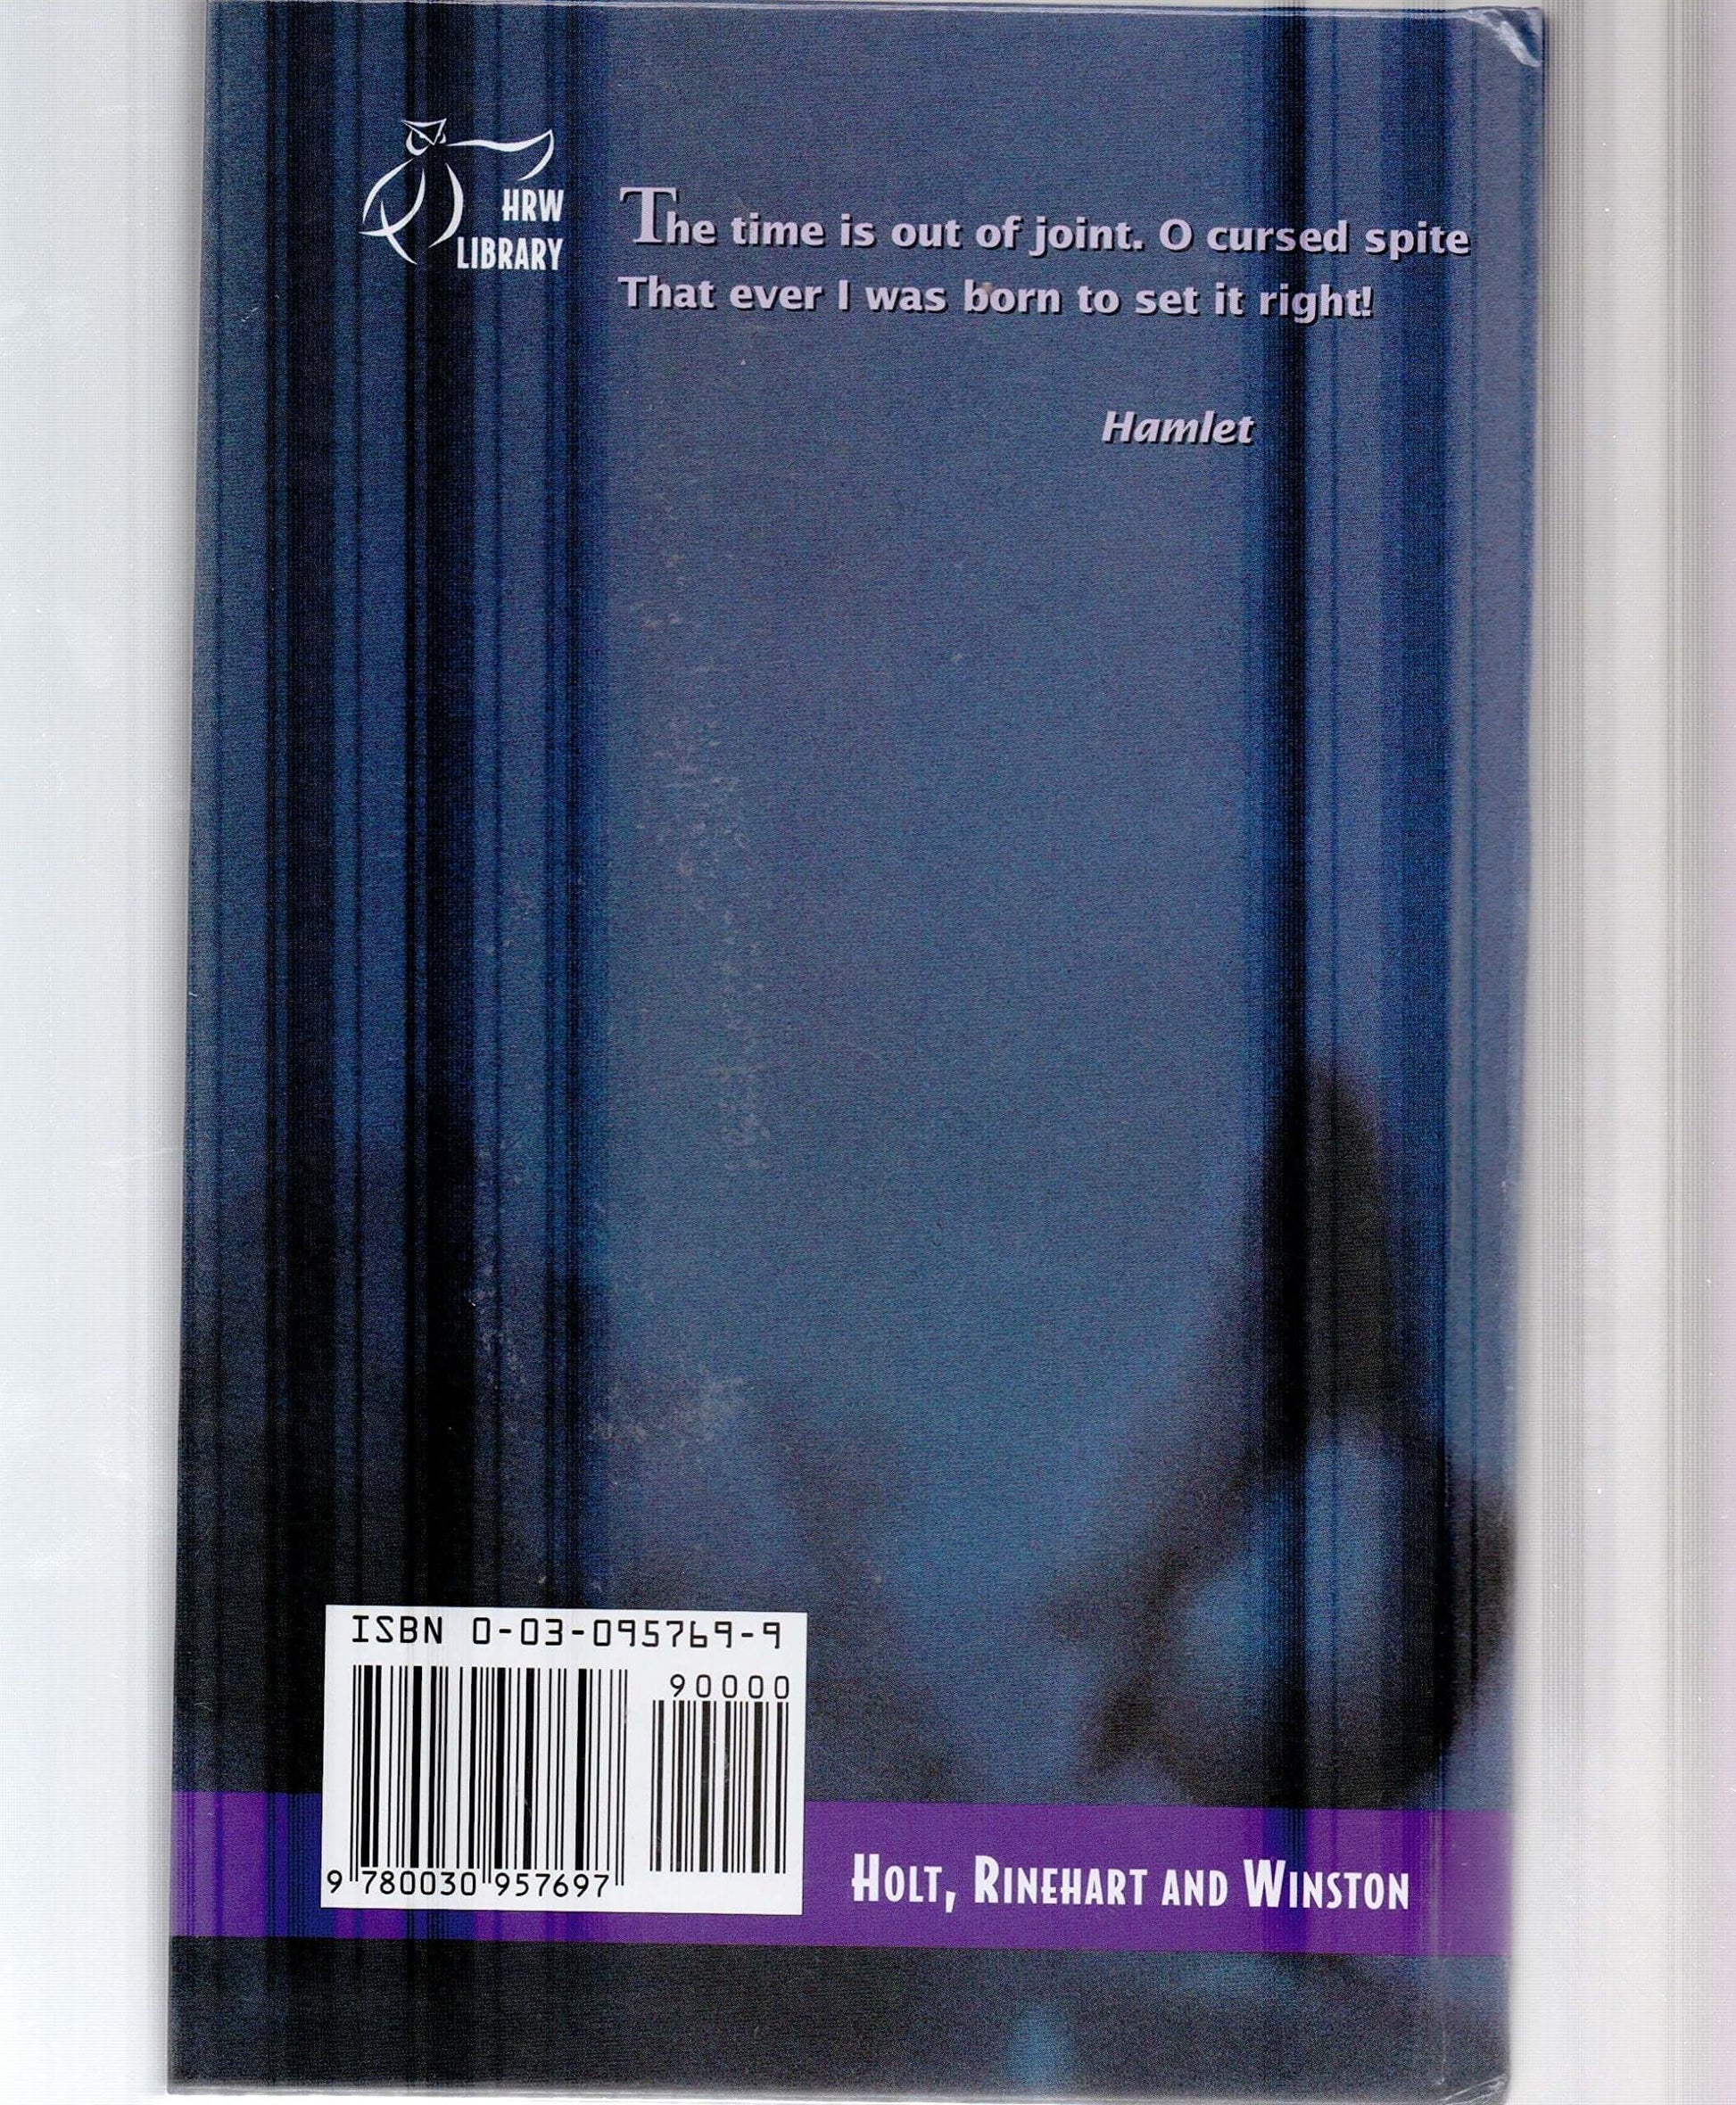 HRW
LIBRARY
The time is out of joint. O cursed spite
That ever I was born to set it right!
Hamlet
ISBN 0-03-095769-9
90000
9 780030 957697
HOLT, RINEHART AND WINSTON